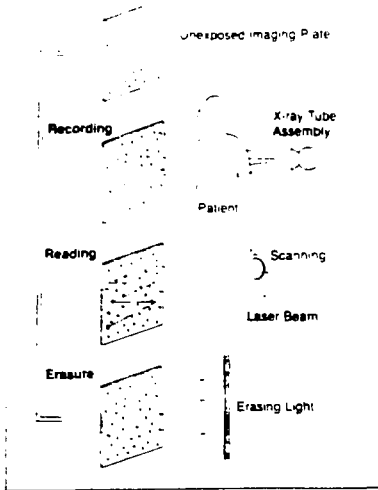 Unexposed Imaging Plate
Recording
X-ray Tube
Assembly
Patient
Reading
Scanning
Laser Beam
Erasure
Erasing Light